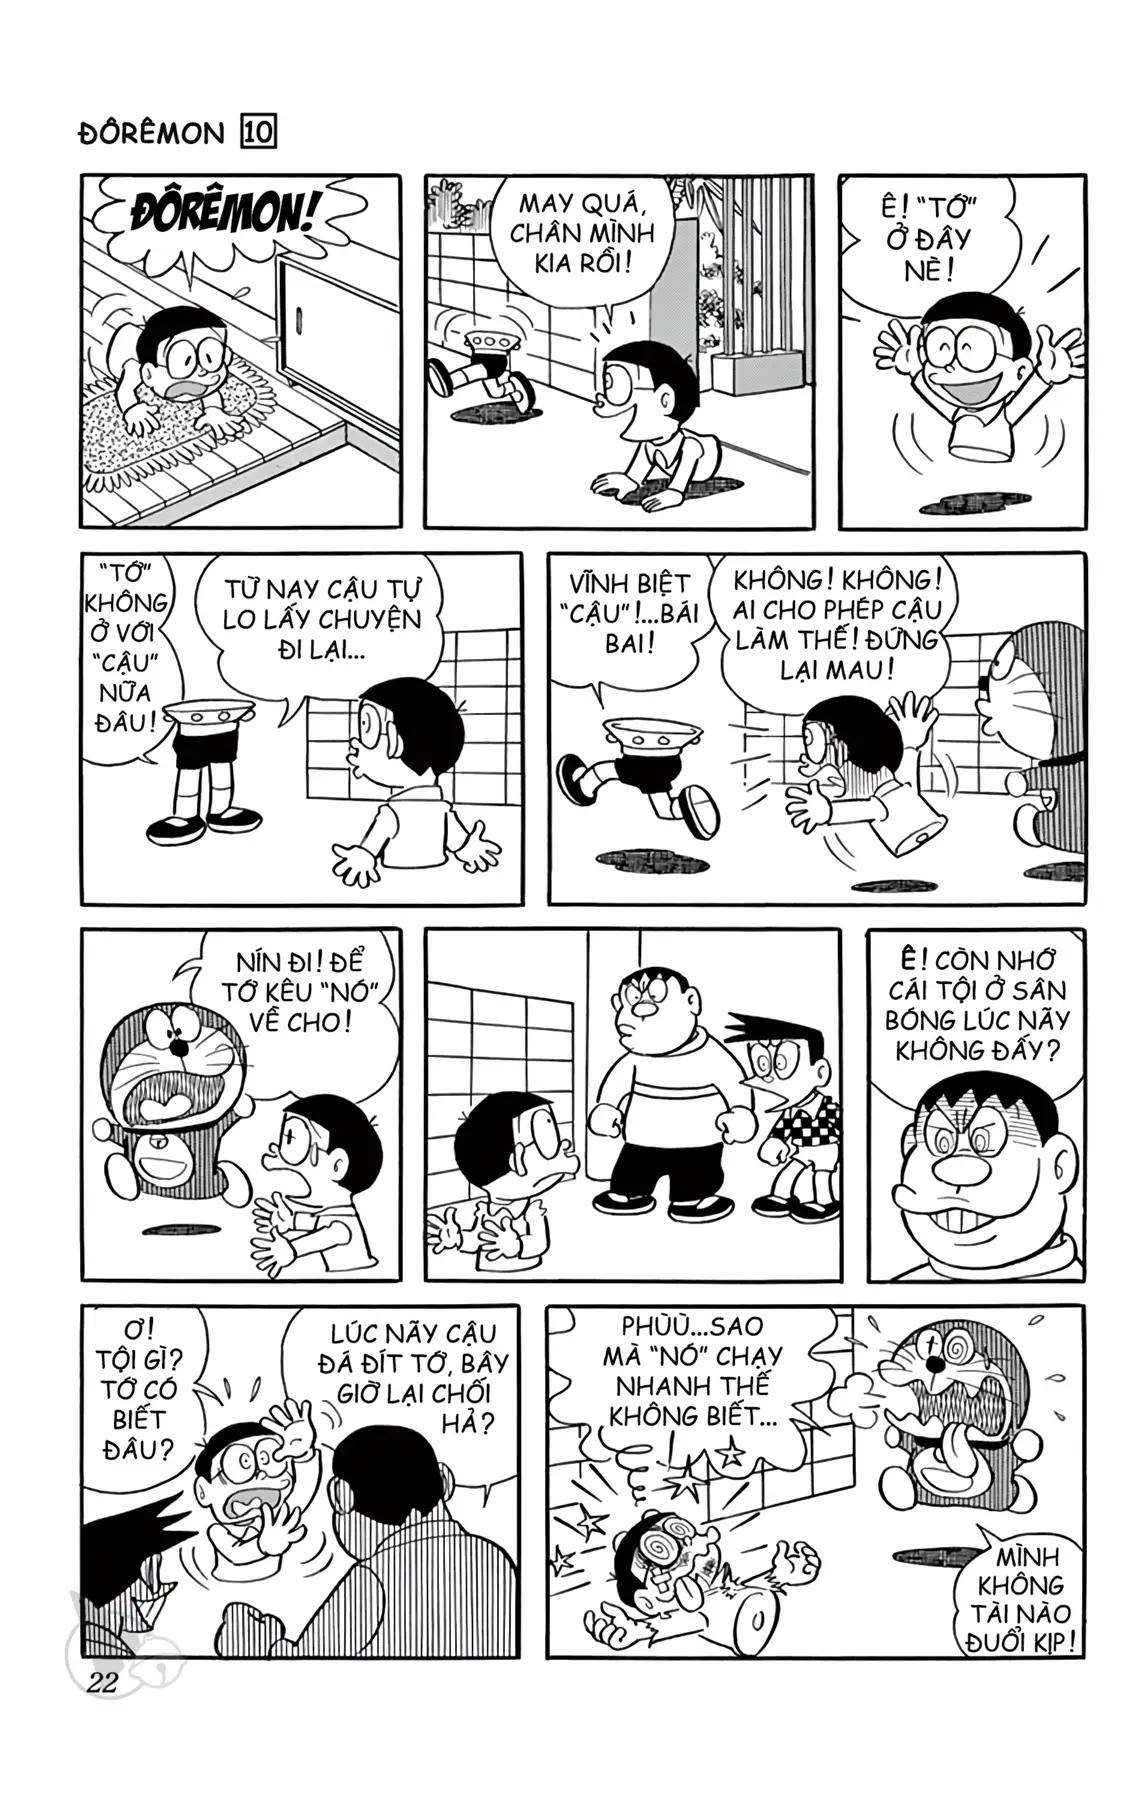 ĐÔRÊMON 10
ĐÔRÊMON!
MAY QUÁ,
CHÂN MÌNH
KIA RỒI!
Ê! "TỚ"
Ở ĐÂY
NÈ!
"TỚ"
KHÔNG
Ở VỚI
"CẬU"
NỮA
ĐÂU!
TỪ NAY CẬU TỰ
LO LẤY CHUYỆN
ĐI LẠI...
VĨNH BIỆT
"CẬU"!...BÁI
BAI!
KHÔNG! KHÔNG!
AI CHO PHÉP CẬU
LÀM THẾ! ĐỨNG
LẠI MAU!
NÍN ĐI! ĐỂ
TỚ KÊU "NÓ"
VỀ CHO!
Ê! CÒN NHỚ
CÁI TỘI Ở SÂN
BÓNG LÚC NÃY
KHÔNG ĐẤY?
Ơ!
TỘI GÌ?
TỚ CÓ
BIẾT
ĐÂU?
LÚC NÃY CẬU
ĐÁ ĐÍT TỚ, BÂY
GIỜ LẠI CHỐI
HẢ?
PHÙÙ...SAO
MÀ "NÓ" CHẠY
NHANH THẾ
KHÔNG BIẾT...
MÌNH
KHÔNG
TÀI NÀO
ĐUỔI KỊP!
22